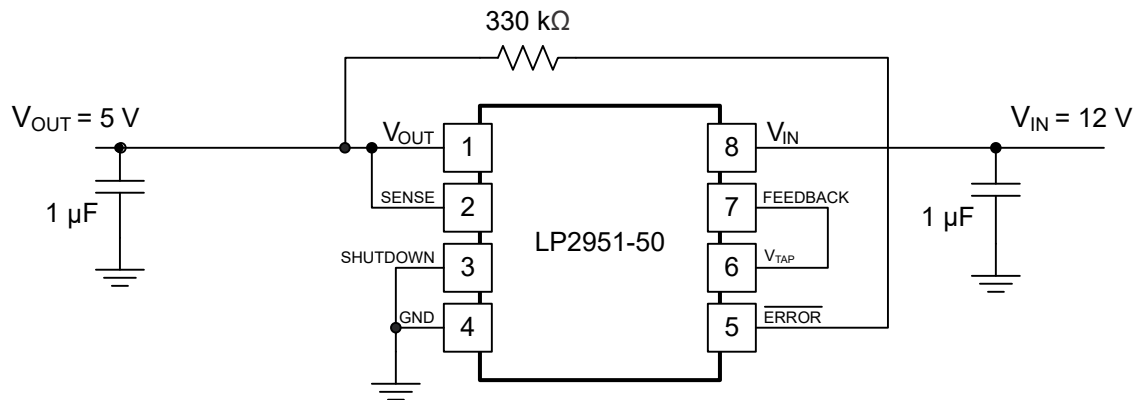 330 kΩ
V_OUT = 5 V
V_IN = 12 V
V_OUT
1
8
V_IN
1 µF
SENSE
2
7
FEEDBACK
1 µF
LP2951-50
SHUTDOWN
3
6
V_TAP
GND
4
5
ERROR